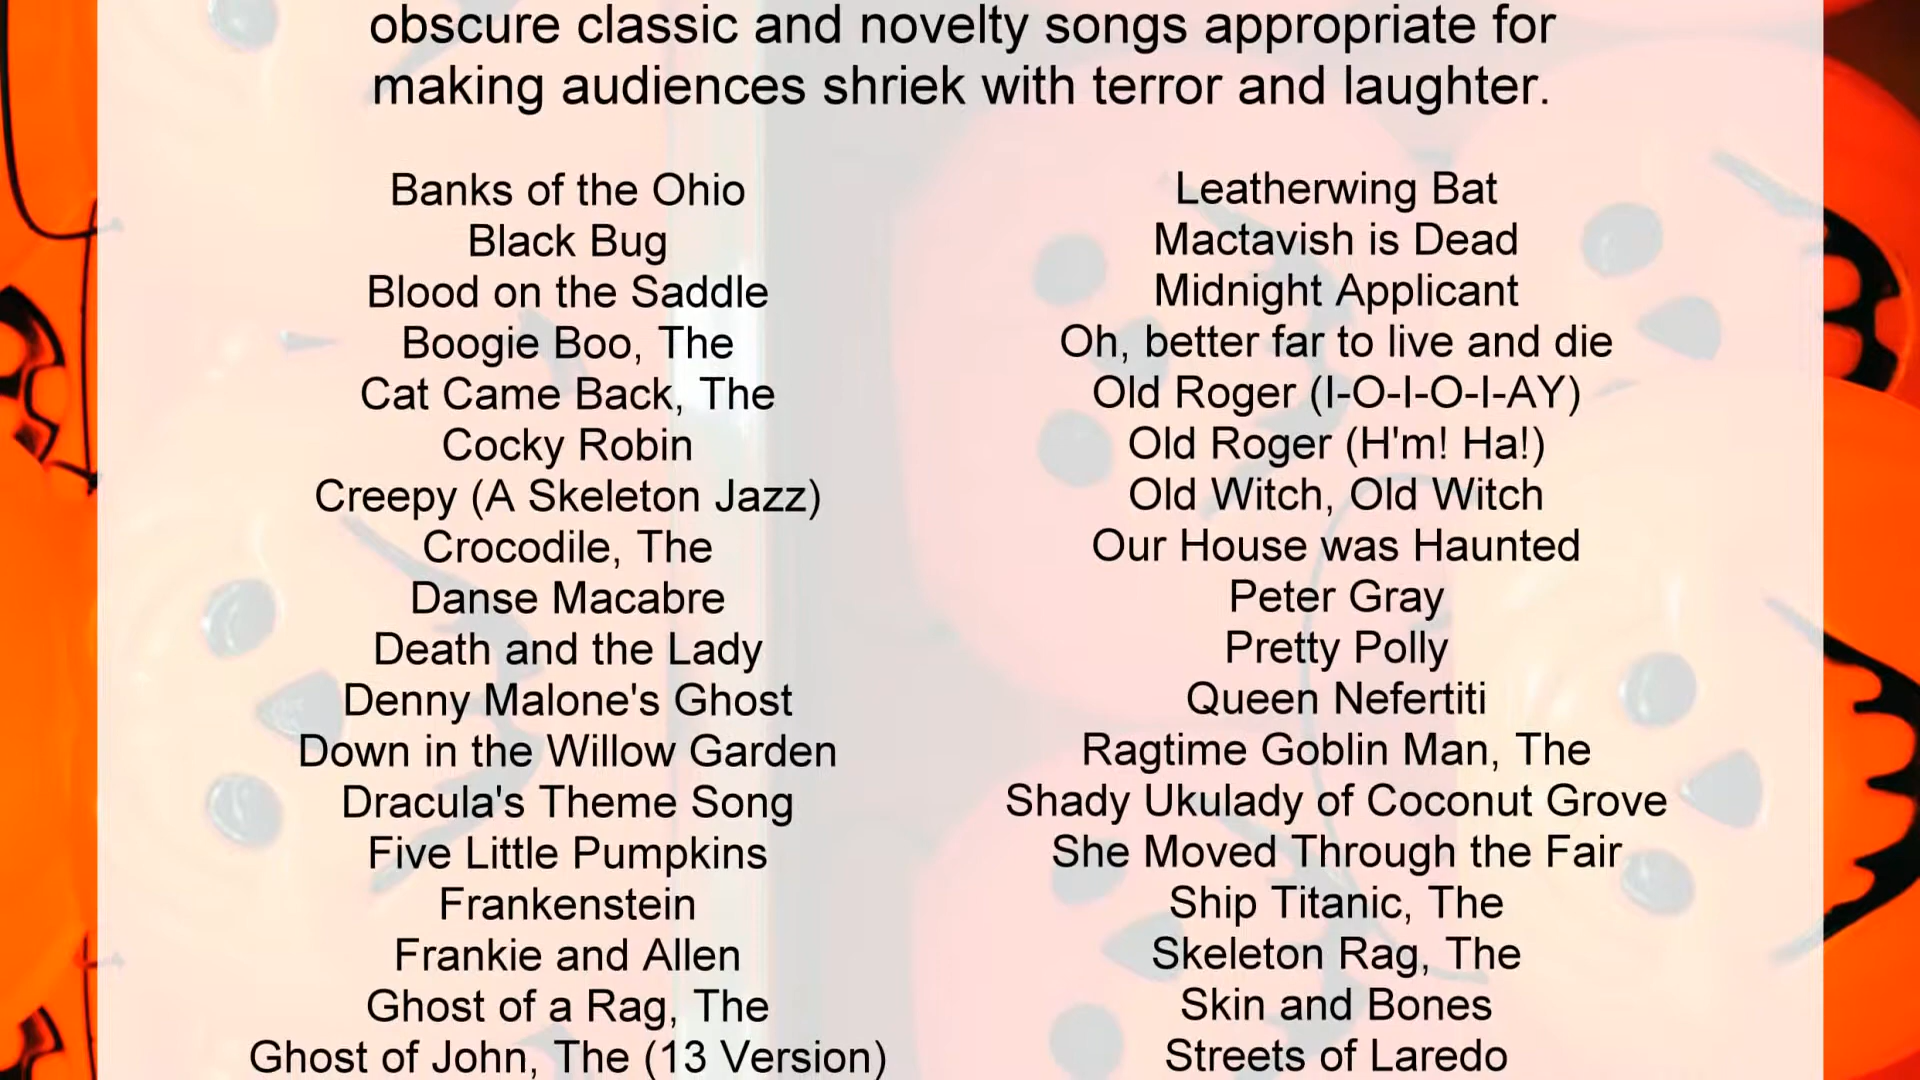 obscure classic and novelty songs appropriate for
making audiences shriek with terror and laughter.
Banks of the Ohio
Black Bug
Blood on the Saddle
Boogie Boo, The
Cat Came Back, The
Cocky Robin
Creepy (A Skeleton Jazz)
Crocodile, The
Danse Macabre
Death and the Lady
Denny Malone's Ghost
Down in the Willow Garden
Dracula's Theme Song
Five Little Pumpkins
Frankenstein
Frankie and Allen
Ghost of a Rag, The
Ghost of John, The (13 Version)
Leatherwing Bat
Mactavish is Dead
Midnight Applicant
Oh, better far to live and die
Old Roger (I-O-I-O-I-AY)
Old Roger (H'm! Ha!)
Old Witch, Old Witch
Our House was Haunted
Peter Gray
Pretty Polly
Queen Nefertiti
Ragtime Goblin Man, The
Shady Ukulady of Coconut Grove
She Moved Through the Fair
Ship Titanic, The
Skeleton Rag, The
Skin and Bones
Streets of Laredo